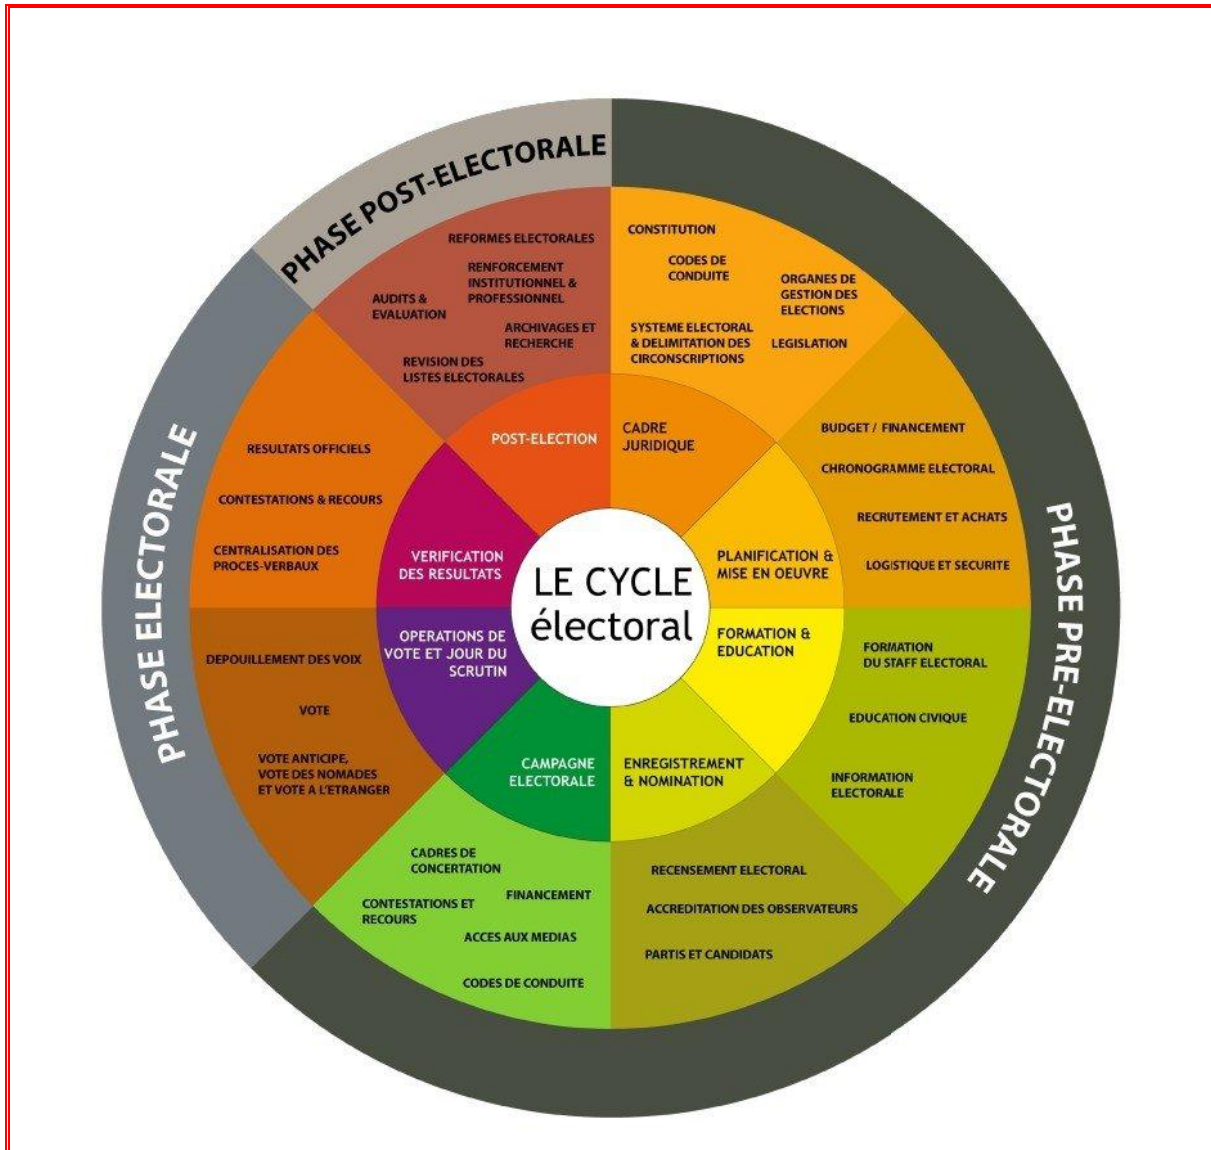 PHASE POST-ELECTORALE
REFORMES ELECTORALES
RENFORCEMENT
INSTITUTIONNEL &
PROFESSIONNEL
AUDITS &
EVALUATION
ARCHIVAGES ET
RECHERCHE
REVISION DES
LISTES ELECTORALES
POST-ELECTION
CONSTITUTION
CODES DE
CONDUITE
ORGANES DE
GESTION DES
ELECTIONS
SYSTEME ELECTORAL
& DELIMITATION DES
CIRCONSCRIPTIONS
LEGISLATION
CADRE
JURIDIQUE
PHASE PRE-ELECTORALE
BUDGET / FINANCEMENT
CHRONOGRAMME ELECTORAL
RECRUTEMENT ET ACHATS
LOGISTIQUE ET SECURITE
PLANIFICATION &
MISE EN OEUVRE
LE CYCLE
électoral
FORMATION &
EDUCATION
FORMATION
DU STAFF ELECTORAL
EDUCATION CIVIQUE
INFORMATION
ELECTORALE
ENREGISTREMENT
& NOMINATION
RECENSEMENT ELECTORAL
ACCREDITATION DES OBSERVATEURS
PARTIS ET CANDIDATS
CAMPAGNE
ELECTORALE
CADRES DE
CONCERTATION
FINANCEMENT
CONTESTATIONS ET
RECOURS
ACCES AUX MEDIAS
CODES DE CONDUITE
PHASE ELECTORALE
OPERATIONS DE
VOTE ET JOUR DU
SCRUTIN
DEPOUILLEMENT DES VOIX
VOTE
VOTE ANTICIPE,
VOTE DES NOMADES
ET VOTE A L'ETRANGER
VERIFICATION
DES RESULTATS
RESULTATS OFFICIELS
CONTESTATIONS & RECOURS
CENTRALISATION DES
PROCES-VERBAUX